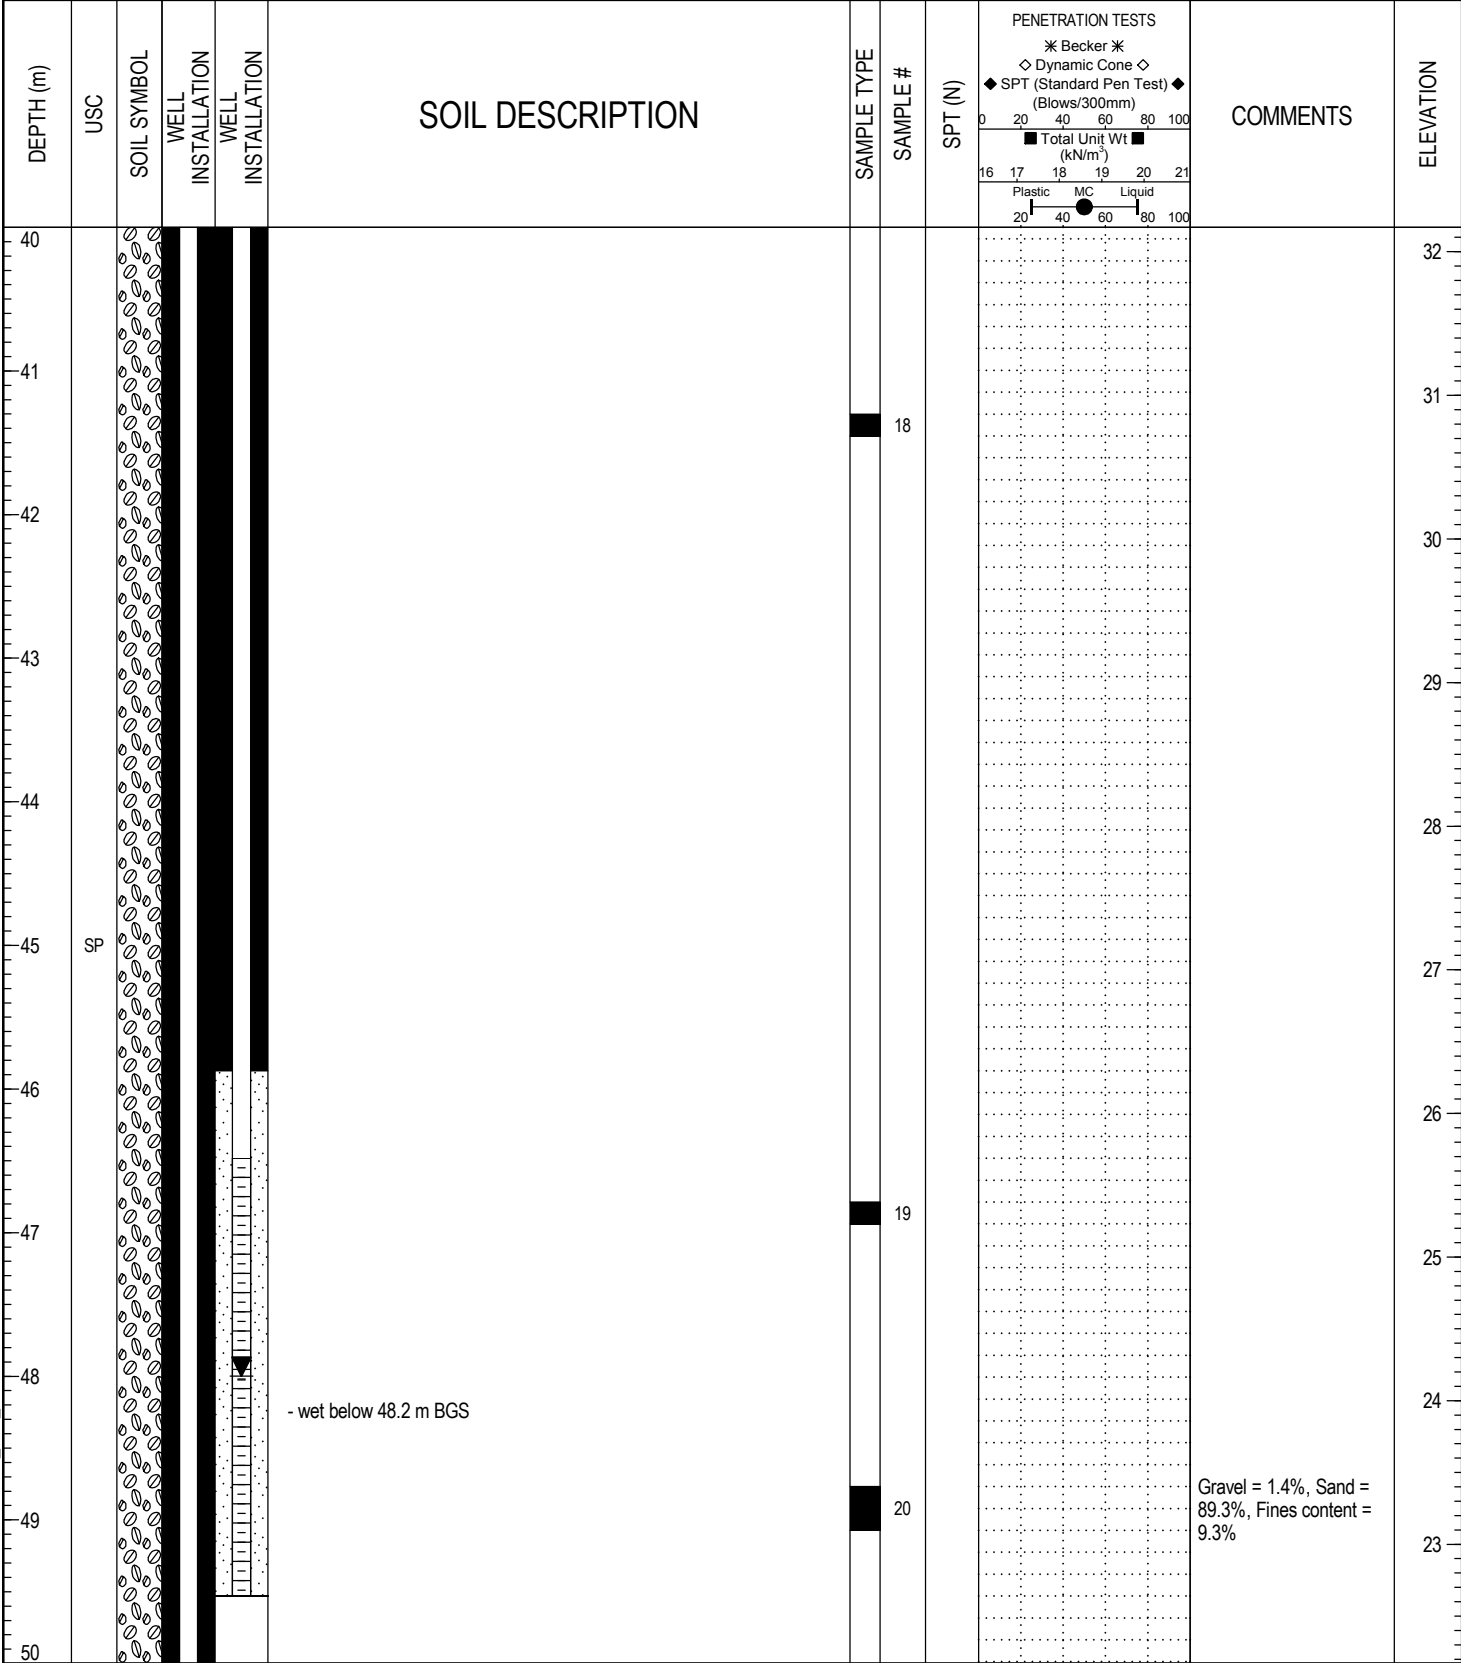 DEPTH (m)
USC
SOIL SYMBOL
WELL
INSTALLATION
WELL
INSTALLATION
SOIL DESCRIPTION
SAMPLE TYPE
SAMPLE #
SPT (N)
PENETRATION TESTS
✳ Becker ✳
◇ Dynamic Cone ◇
◆ SPT (Standard Pen Test) ◆
(Blows/300mm)
0 20 40 60 80 100
■ Total Unit Wt ■
(kN/m³)
16 17 18 19 20 21
Plastic MC Liquid
20 40 60 80 100
COMMENTS
ELEVATION
40
32
41
31
18
42
30
43
29
44
28
45 SP
27
46
26
19
47
25
48
24
- wet below 48.2 m BGS
Gravel = 1.4%, Sand =
89.3%, Fines content =
9.3%
20
49
23
50